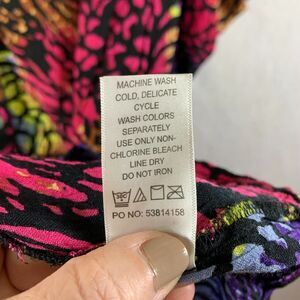 MACHINE WASH
COLD, DELICATE
CYCLE
WASH COLORS
SEPARATELY
USE ONLY NON-
CHLORINE BLEACH
LINE DRY
DO NOT IRON
PO NO: 53814158